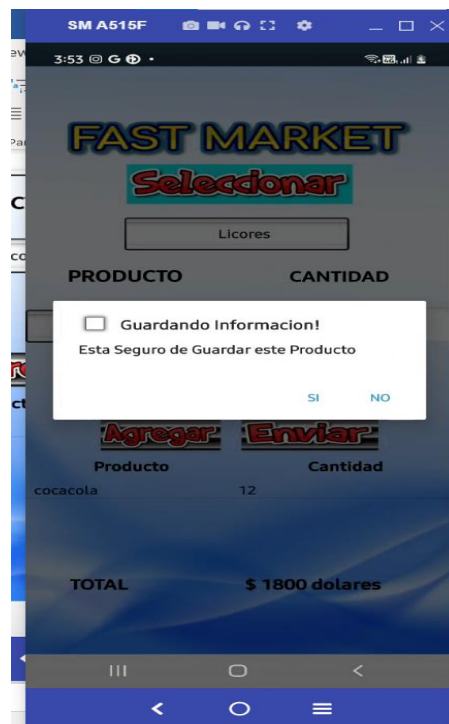 SM A515F
3:53
FAST MARKET
Seleccionar
Licores
PRODUCTO CANTIDAD
Guardando Informacion!
Esta Seguro de Guardar este Producto
SI NO
Agregar Enviar
Producto Cantidad
cocacola 12
TOTAL $ 1800 dolares